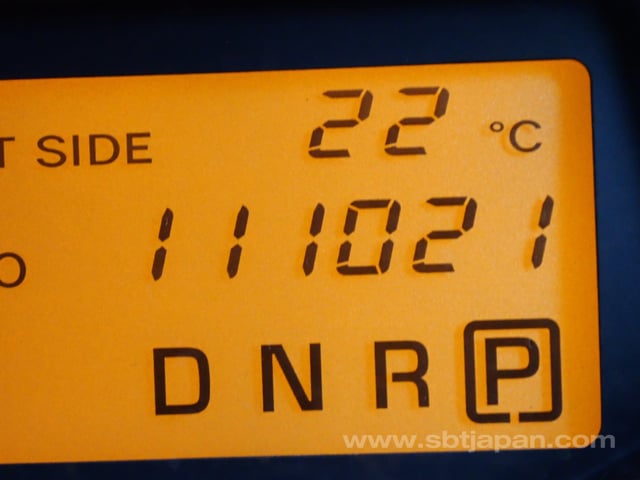 T SIDE 22 °C
O 111021
D N R P
www.sbtjapan.com